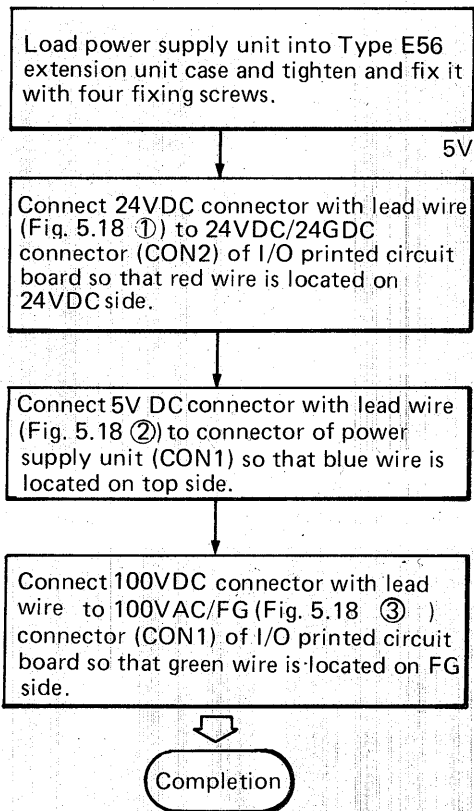 Load power supply unit into Type E56
extension unit case and tighten and fix it
with four fixing screws.
5V
Connect 24VDC connector with lead wire
(Fig. 5.18 ①) to 24VDC/24GDC
connector (CON2) of I/O printed circuit
board so that red wire is located on
24VDC side.
Connect 5V DC connector with lead wire
(Fig. 5.18 ②) to connector of power
supply unit (CON1) so that blue wire is
located on top side.
Connect 100VDC connector with lead
wire to 100VAC/FG (Fig. 5.18 ③ )
connector (CON1) of I/O printed circuit
board so that green wire is located on FG
side.
Completion